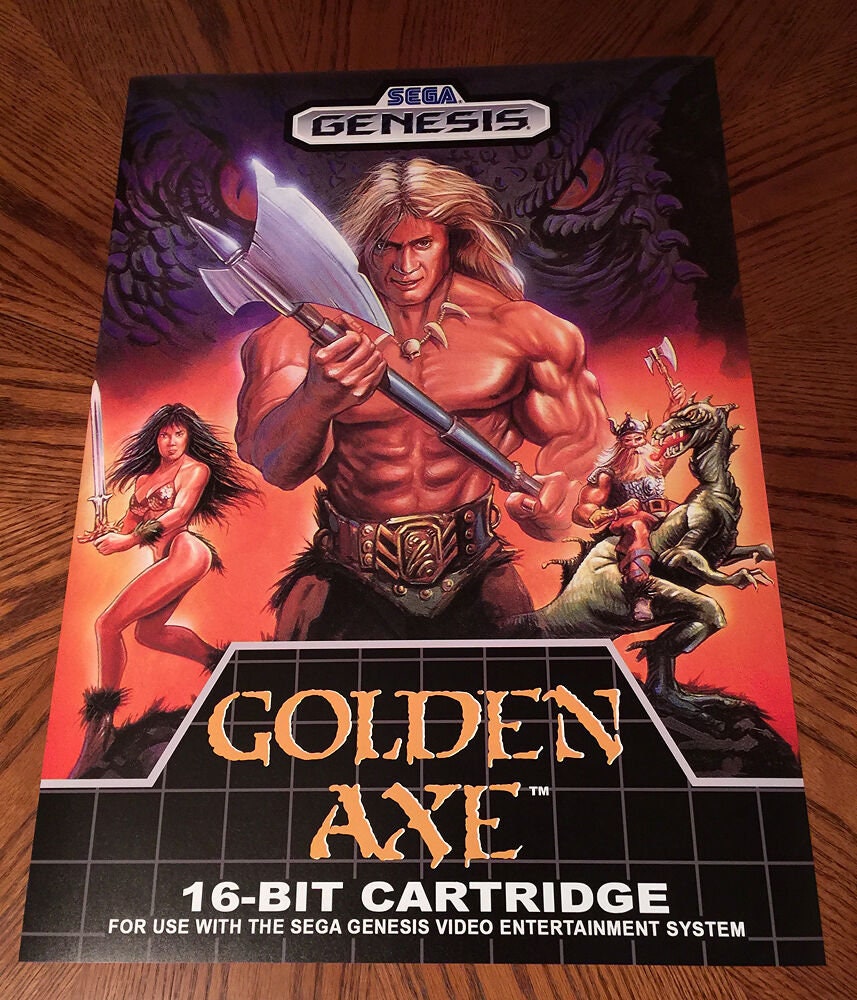 SEGA
GENESIS
GOLDEN
AXE™
16-BIT CARTRIDGE
FOR USE WITH THE SEGA GENESIS VIDEO ENTERTAINMENT SYSTEM